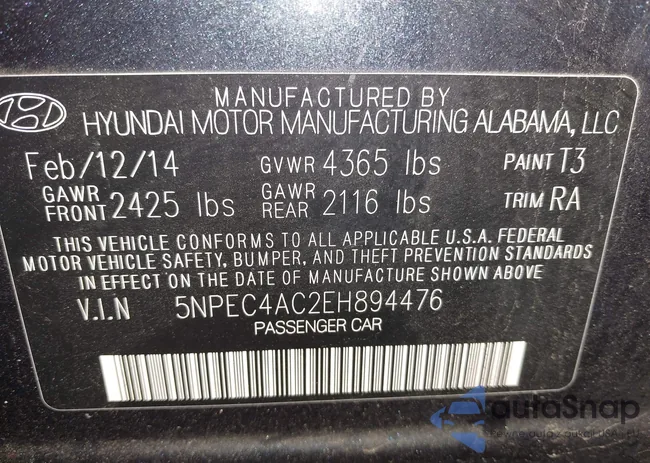 MANUFACTURED BY
HYUNDAI MOTOR MANUFACTURING ALABAMA, LLC
Feb/12/14 GVWR 4365 lbs PAINT T3
GAWR FRONT 2425 lbs GAWR REAR 2116 lbs TRIM RA
THIS VEHICLE CONFORMS TO ALL APPLICABLE U.S.A. FEDERAL
MOTOR VEHICLE SAFETY, BUMPER, AND THEFT PREVENTION STANDARDS
IN EFFECT ON THE DATE OF MANUFACTURE SHOWN ABOVE
V.I.N 5NPEC4AC2EH894476
PASSENGER CAR
autoSnap